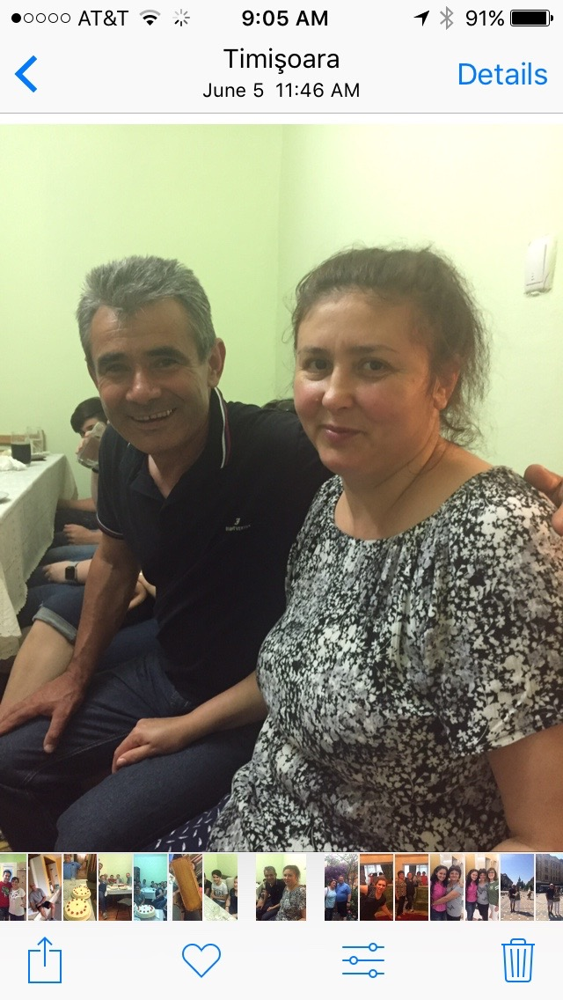 AT&T 9:05 AM 91%
Timişoara
June 5 11:46 AM
Details